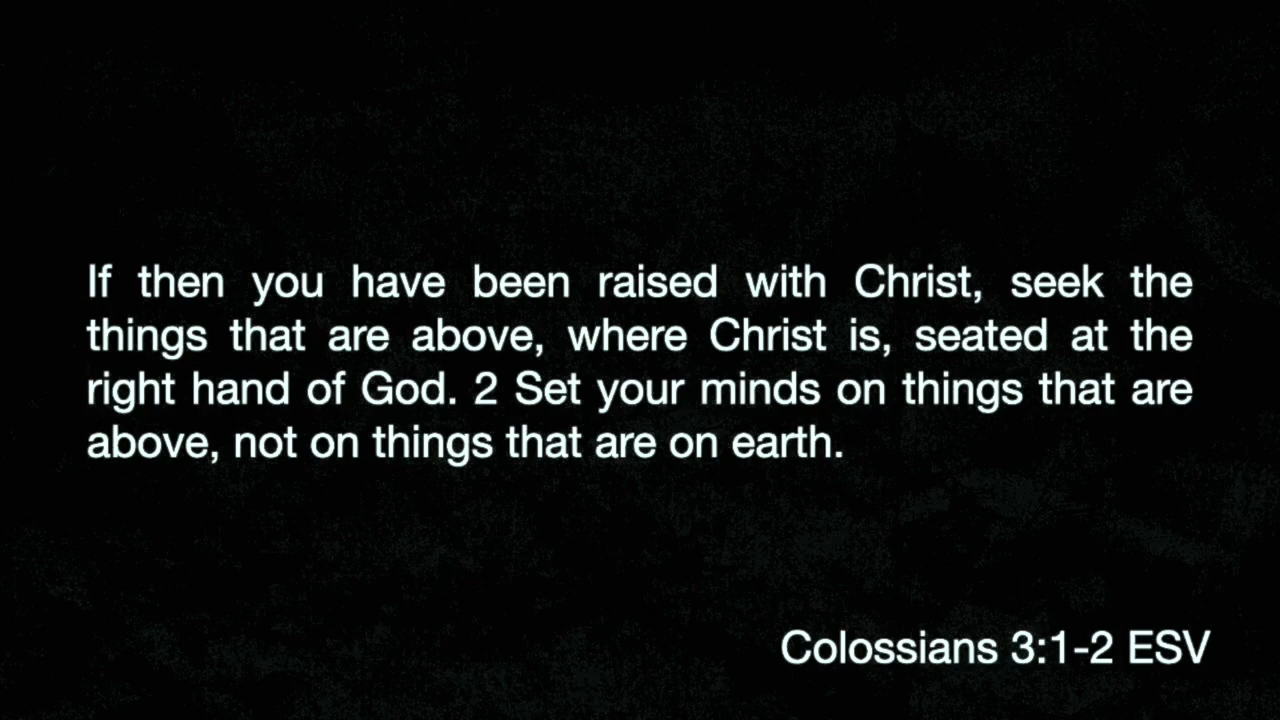 If then you have been raised with Christ, seek the
things that are above, where Christ is, seated at the
right hand of God. 2 Set your minds on things that are
above, not on things that are on earth.
Colossians 3:1-2 ESV